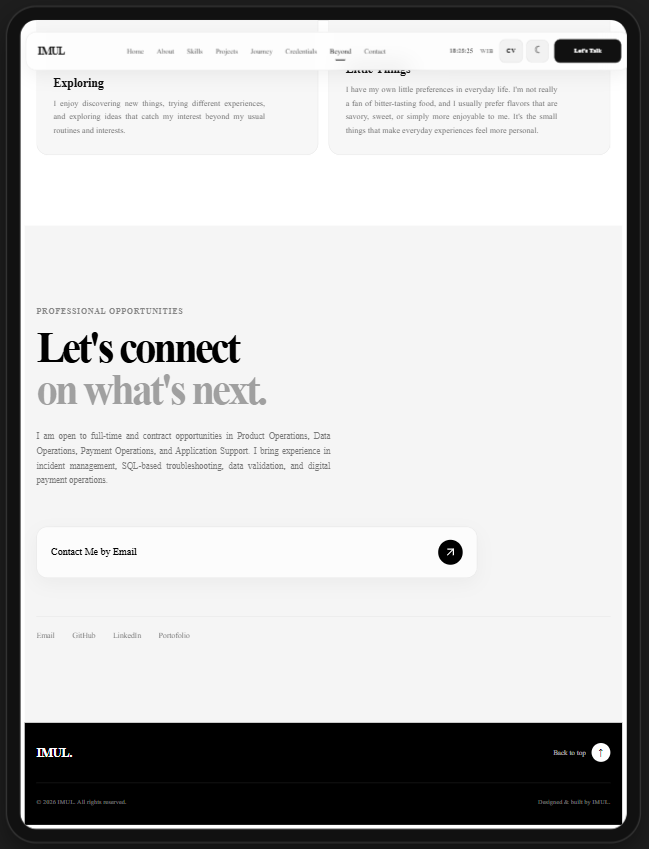 IMUL
Home About Skills Projects Journey Credentials Beyond Contact
18:18:25 WIB CV Let's Talk
Exploring
I enjoy discovering new things, trying different experiences,
and exploring ideas that catch my interest beyond my usual
routines and interests.
Little Things
I have my own little preferences in everyday life. I'm not really
a fan of bitter-tasting food, and I usually prefer flavors that are
savory, sweet, or simply more enjoyable to me. It's the small
things that make everyday experiences feel more personal.
PROFESSIONAL OPPORTUNITIES
Let's connect
on what's next.
I am open to full-time and contract opportunities in Product Operations, Data
Operations, Payment Operations, and Application Support. I bring experience in
incident management, SQL-based troubleshooting, data validation, and digital
payment operations.
Contact Me by Email
Email GitHub LinkedIn Portofolio
IMUL.
Back to top
© 2026 IMUL. All rights reserved.
Designed & built by IMUL.